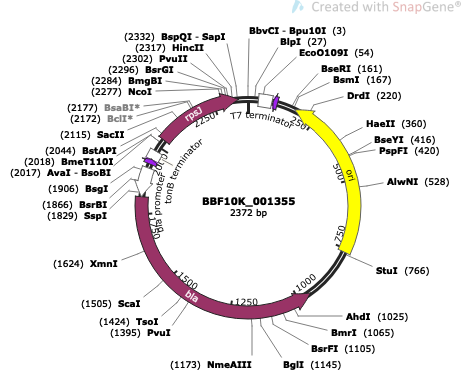 Created with SnapGene®
(2332) BspQI - SapI
(2317) HincII
(2302) PvuII
(2296) BsrGI
(2284) BmgBI
(2277) NcoI
(2177) BsaBI*
(2172) BclI*
(2115) SacII
(2044) BstAPI
(2018) BmeT110I
(2017) AvaI - BsoBI
(1906) BsgI
(1866) BsrBI
(1829) SspI
(1624) XmnI
(1505) ScaI
(1424) TsoI
(1395) PvuI
(1173) NmeAIII
BbvCI - Bpu10I (3)
BlpI (27)
EcoO109I (54)
BseRI (161)
BsmI (167)
DrdI (220)
HaeII (360)
BseYI (416)
PspFI (420)
AlwNI (528)
StuI (766)
AhdI (1025)
BmrI (1065)
BsrFI (1105)
BglI (1145)
rpsJ
T7 terminator
tonB terminator
bla promoter
ori
bla
250
500
750
1000
1250
1500
1750
2250
BBF10K_001355
2372 bp